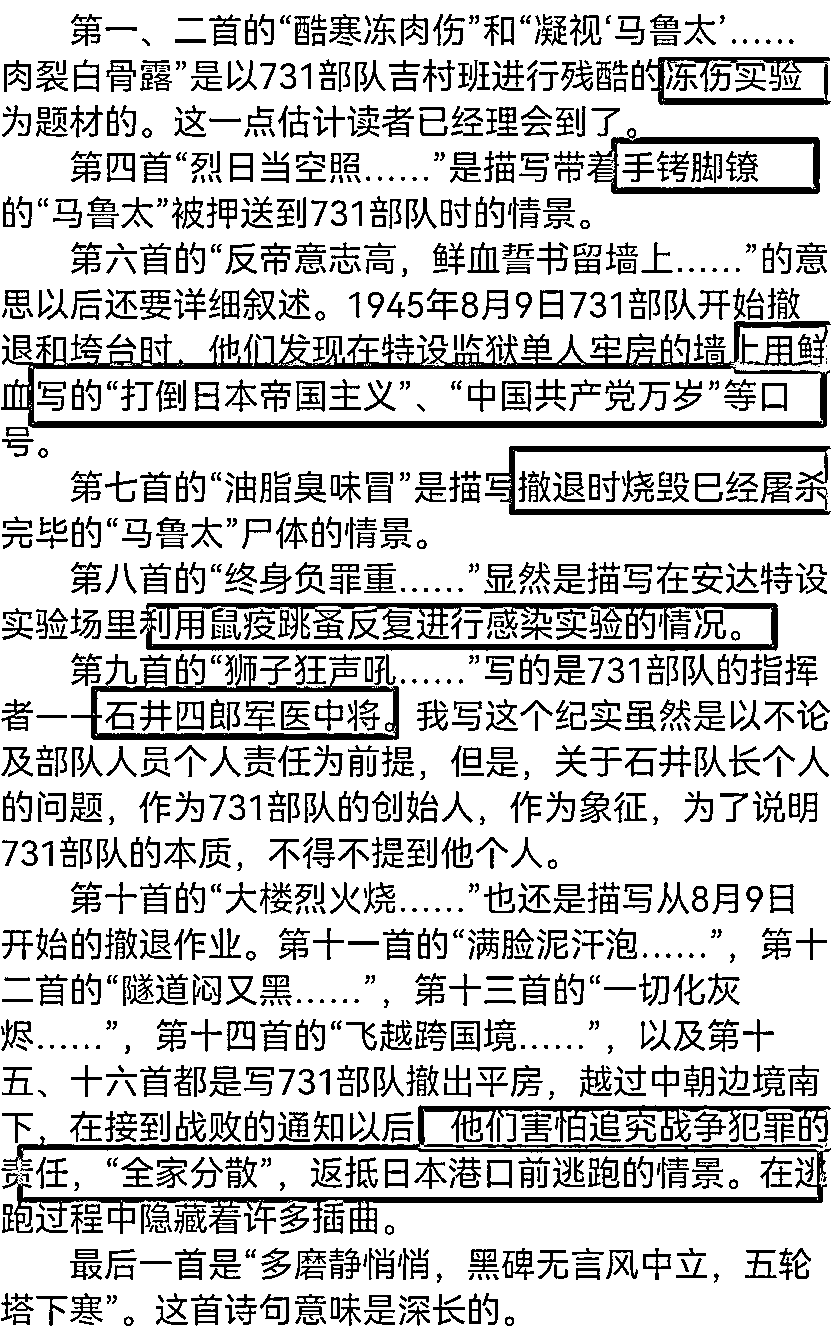 第一、二首的“酷寒冻肉伤”和“凝视‘马鲁太’……
肉裂白骨露”是以731部队吉村班进行残酷的冻伤实验
为题材的。这一点估计读者已经理会到了。
第四首“烈日当空照……”是描写带着手铐脚镣
的“马鲁太”被押送到731部队时的情景。
第六首的“反帝意志高，鲜血誓书留墙上……”的意
思以后还要详细叙述。1945年8月9日731部队开始撤
退和垮台时，他们发现在特设监狱单人牢房的墙上用鲜
血写的“打倒日本帝国主义”、“中国共产党万岁”等口
号。
第七首的“油脂臭味冒”是描写撤退时烧毁已经屠杀
完毕的“马鲁太”尸体的情景。
第八首的“终身负罪重……”显然是描写在安达特设
实验场里利用鼠疫跳蚤反复进行感染实验的情况。
第九首的“狮子狂声吼……”写的是731部队的指挥
者——石井四郎军医中将。我写这个纪实虽然是以不论
及部队人员个人责任为前提，但是，关于石井队长个人
的问题，作为731部队的创始人，作为象征，为了说明
731部队的本质，不得不提到他个人。
第十首的“大楼烈火烧……”也还是描写从8月9日
开始的撤退作业。第十一首的“满脸泥汗泡……”，第十
二首的“隧道闷又黑……”，第十三首的“一切化灰
烬……”，第十四首的“飞越跨国境……”，以及第十
五、十六首都是写731部队撤出平房，越过中朝边境南
下，在接到战败的通知以后，他们害怕追究战争犯罪的
责任，“全家分散”，返抵日本港口前逃跑的情景。在逃
跑过程中隐藏着许多插曲。
最后一首是“多磨静悄悄，黑碑无言风中立，五轮
塔下寒”。这首诗句意味是深长的。